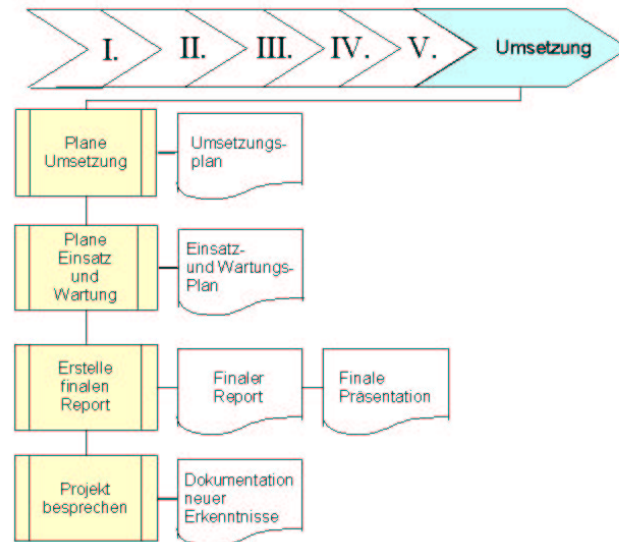 I. II. III. IV. V. Umsetzung
Plane
Umsetzung
Umsetzungs-
plan
Plane
Einsatz
und
Wartung
Einsatz-
und Wartungs-
Plan
Erstelle
finalen
Report
Finaler
Report
Finale
Präsentation
Projekt
besprechen
Dokumentation
neuer
Erkenntnisse